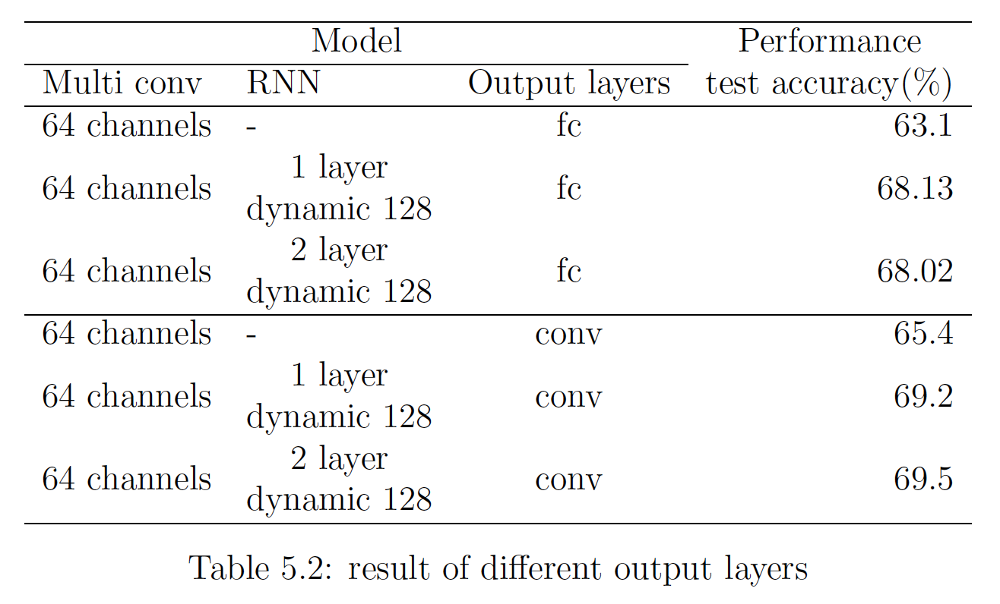 Model Performance
Multi conv RNN Output layers test accuracy(%)
64 channels - fc 63.1
1 layer
64 channels fc 68.13
dynamic 128
2 layer
64 channels fc 68.02
dynamic 128
64 channels - conv 65.4
1 layer
64 channels conv 69.2
dynamic 128
2 layer
64 channels conv 69.5
dynamic 128
Table 5.2: result of different output layers